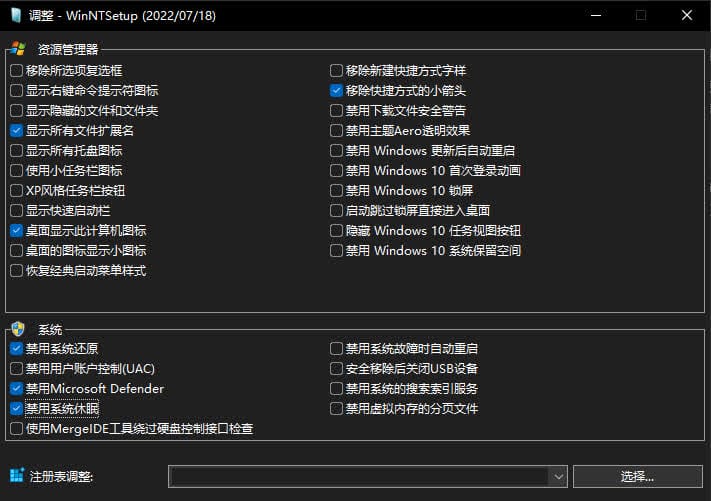 调整 - WinNTSetup (2022/07/18)
资源管理器
移除所选项复选框
显示右键命令提示符图标
显示隐藏的文件和文件夹
显示所有文件扩展名
显示所有托盘图标
使用小任务栏图标
XP风格任务栏按钮
显示快速启动栏
桌面显示此计算机图标
桌面的图标显示小图标
恢复经典启动菜单样式
移除新建快捷方式字样
移除快捷方式的小箭头
禁用下载文件安全警告
禁用主题Aero透明效果
禁用 Windows 更新后自动重启
禁用 Windows 10 首次登录动画
禁用 Windows 10 锁屏
启动跳过锁屏直接进入桌面
隐藏 Windows 10 任务视图按钮
禁用 Windows 10 系统保留空间
系统
禁用系统还原
禁用用户账户控制(UAC)
禁用Microsoft Defender
禁用系统休眠
使用MergeIDE工具绕过硬盘控制接口检查
禁用系统故障时自动重启
安全移除后关闭USB设备
禁用系统的搜索索引服务
禁用虚拟内存的分页文件
注册表调整:
选择...